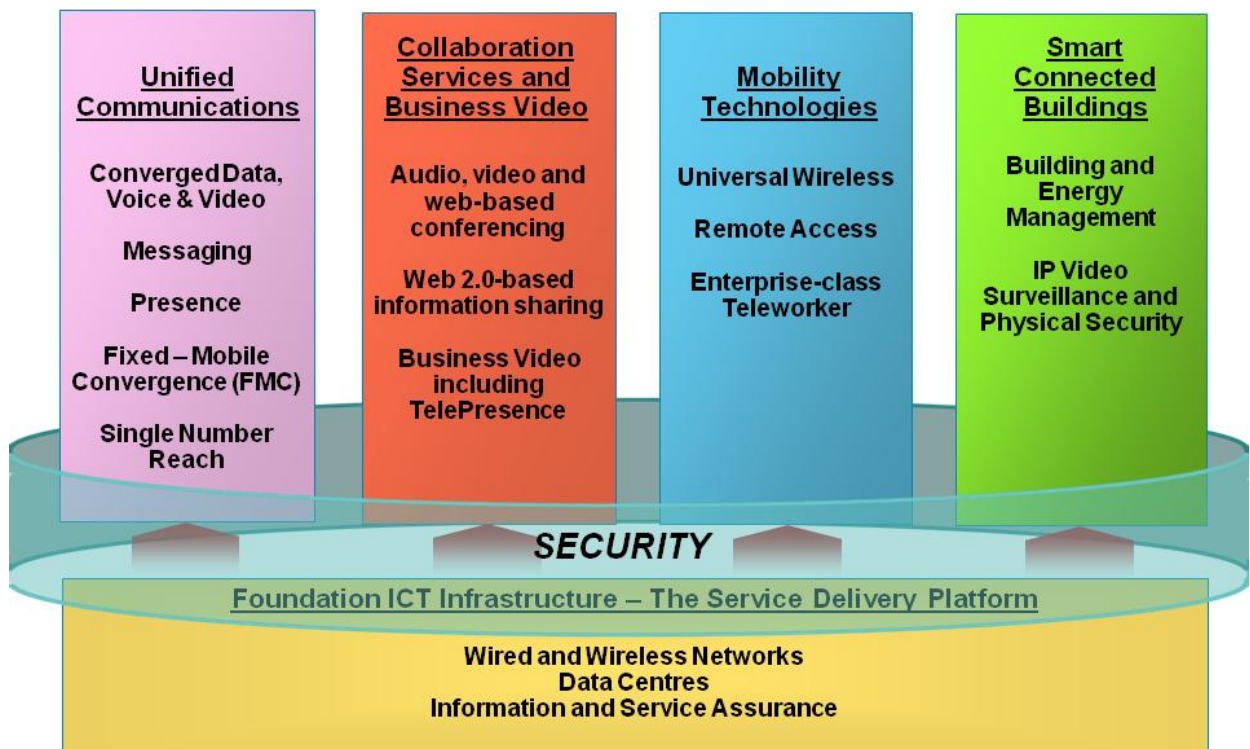 Unified
Communications
Converged Data,
Voice & Video
Messaging
Presence
Fixed – Mobile
Convergence (FMC)
Single Number
Reach
Collaboration
Services and
Business Video
Audio, video and
web-based
conferencing
Web 2.0-based
information sharing
Business Video
including
TelePresence
Mobility
Technologies
Universal Wireless
Remote Access
Enterprise-class
Teleworker
Smart
Connected
Buildings
Building and
Energy
Management
IP Video
Surveillance and
Physical Security
SECURITY
Foundation ICT Infrastructure – The Service Delivery Platform
Wired and Wireless Networks
Data Centres
Information and Service Assurance